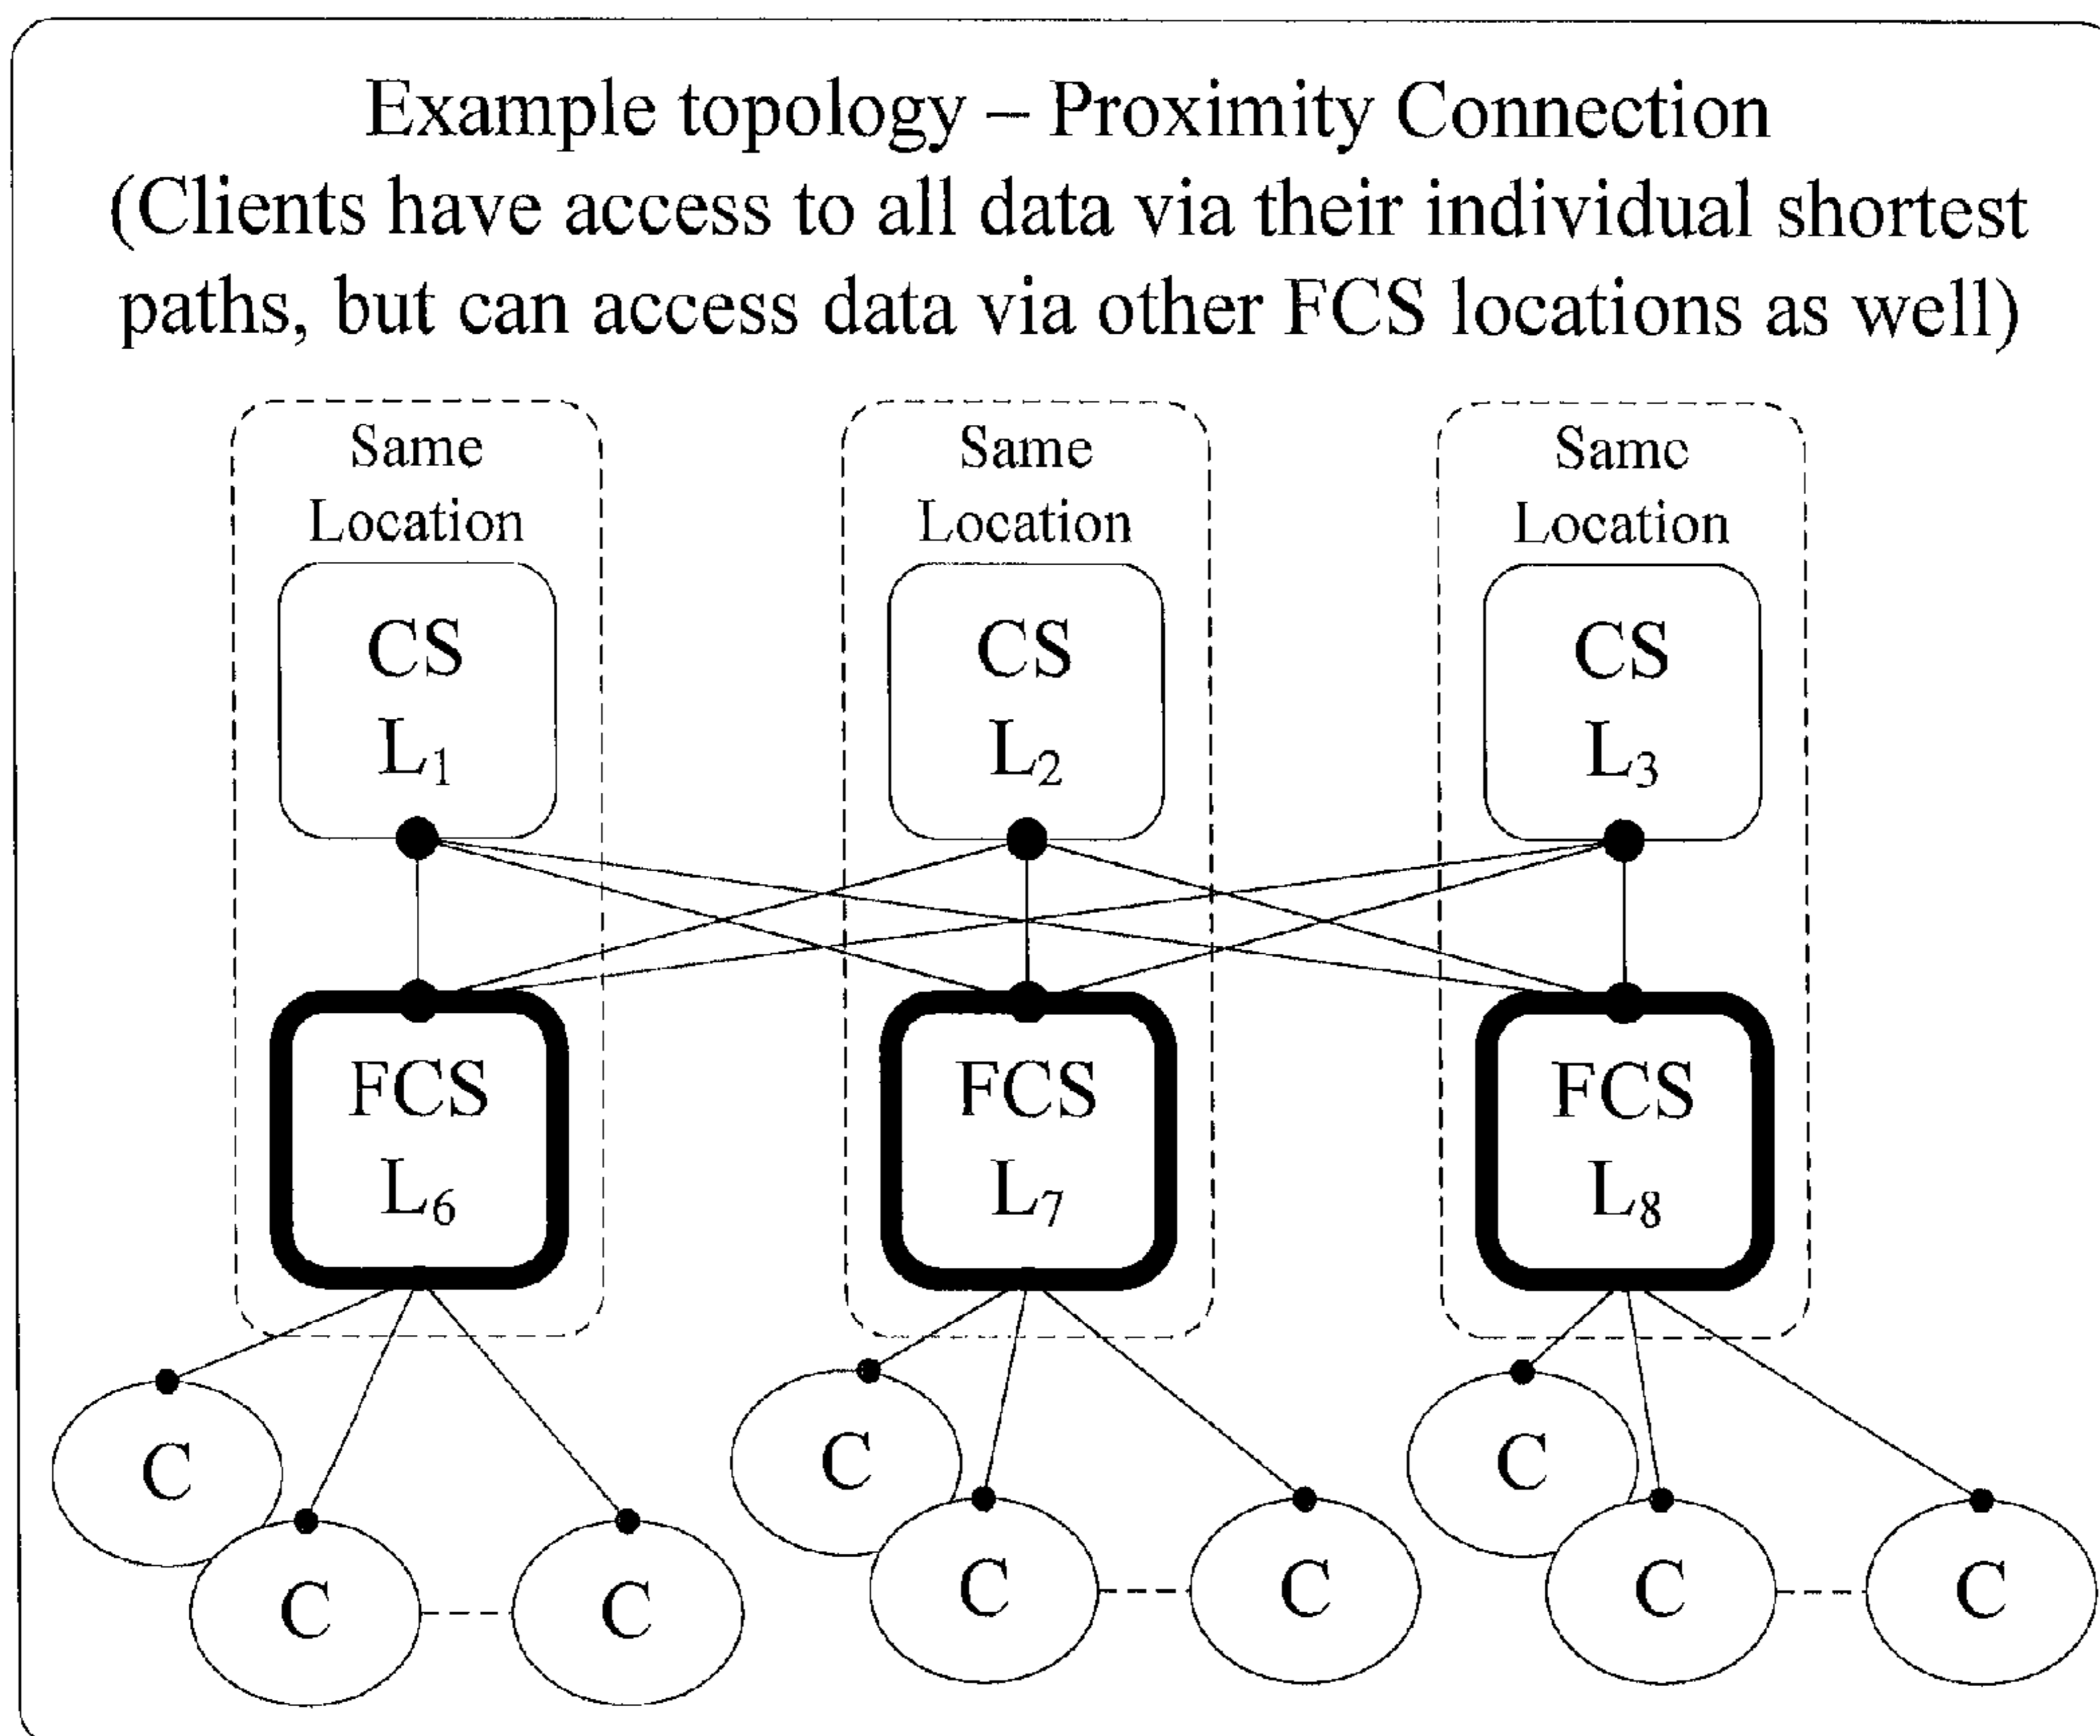 Example topology – Proximity Connection
(Clients have access to all data via their individual shortest
paths, but can access data via other FCS locations as well)
Same
Location
Same
Location
Same
Location
CS
L₁
CS
L₂
CS
L₃
FCS
L₆
FCS
L₇
FCS
L₈
C
C
C
C
C
C
C
C
C